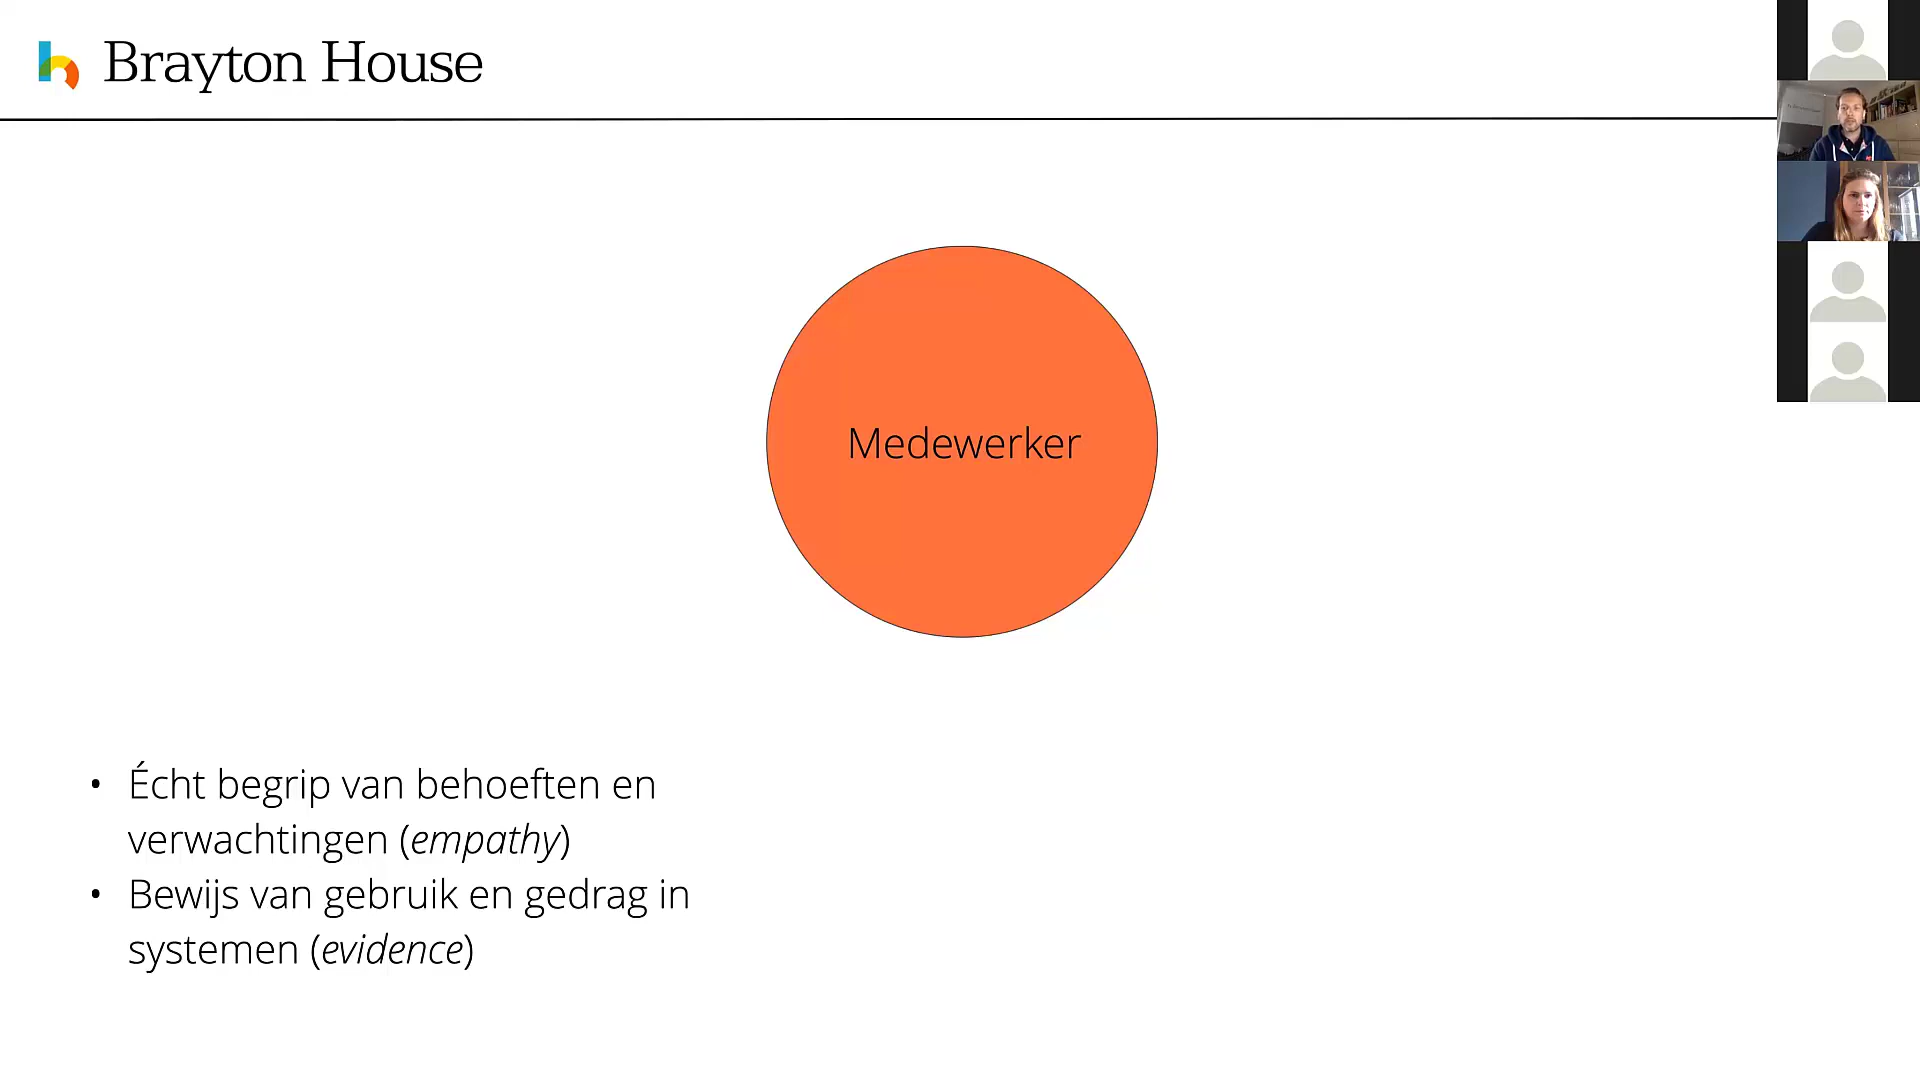 Brayton House
Medewerker
• Écht begrip van behoeften en
verwachtingen (empathy)
• Bewijs van gebruik en gedrag in
systemen (evidence)